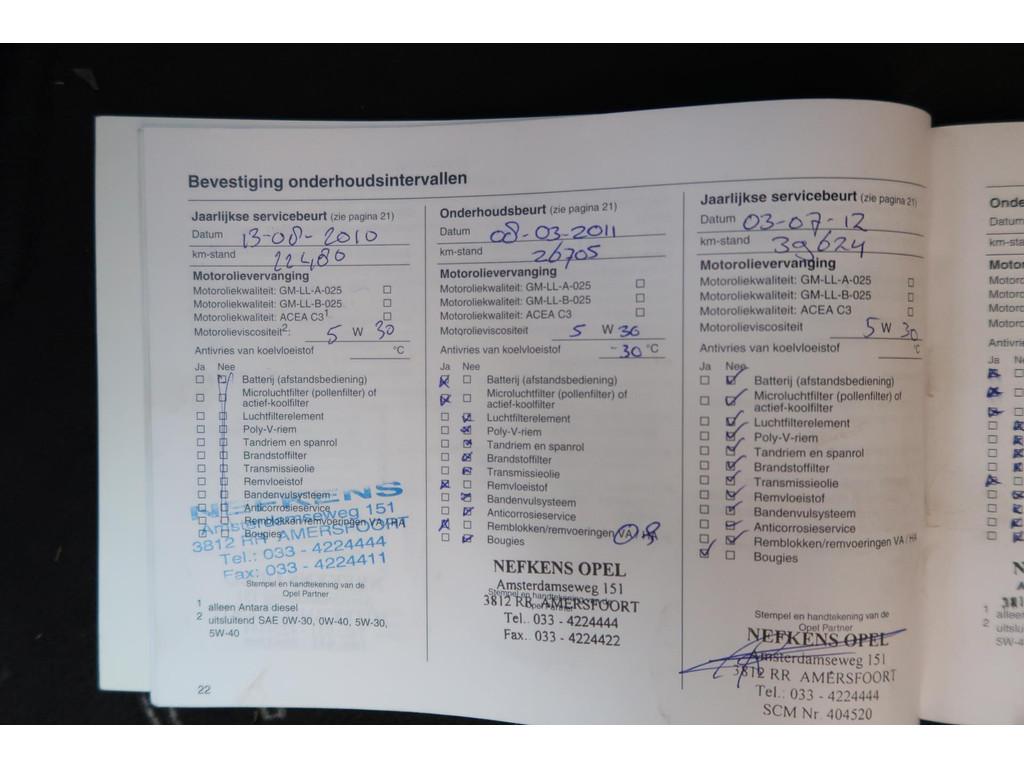 Bevestiging onderhoudsintervallen
Jaarlijkse servicebeurt (zie pagina 21)
Datum 13-08-2010
km-stand 22480
Motorolievervanging
Motoroliekwaliteit: GM-LL-A-025
Motoroliekwaliteit: GM-LL-B-025
Motoroliekwaliteit: ACEA C3¹
Motorolieviscositeit²: 5 W 30
Antivries van koelvloeistof °C
Ja Nee
Batterij (afstandsbediening)
Microluchtfilter (pollenfilter) of
actief-koolfilter
Luchtfilterelement
Poly-V-riem
Tandriem en spanrol
Brandstoffilter
Transmissieolie
Remvloeistof
Bandenvulsysteem
Anticorrosieservice
Remblokken/remvoeringen VA/HA
Bougies
NEFKENS
Amsterdamseweg 151
3812 RR AMERSFOORT
Tel.: 033 - 4224444
Fax: 033 - 4224411
Stempel en handtekening van de
Opel Partner
1 alleen Antara diesel
2 uitsluitend SAE 0W-30, 0W-40, 5W-30,
5W-40
22
Onderhoudsbeurt (zie pagina 21)
Datum 08-03-2011
km-stand 26705
Motorolievervanging
Motoroliekwaliteit: GM-LL-A-025
Motoroliekwaliteit: GM-LL-B-025
Motoroliekwaliteit: ACEA C3
Motorolieviscositeit 5 W 30
Antivries van koelvloeistof -30 °C
Ja Nee
Batterij (afstandsbediening)
Microluchtfilter (pollenfilter) of
actief-koolfilter
Luchtfilterelement
Poly-V-riem
Tandriem en spanrol
Brandstoffilter
Transmissieolie
Remvloeistof
Bandenvulsysteem
Anticorrosieservice
Remblokken/remvoeringen VA
Bougies
NEFKENS OPEL
Amsterdamseweg 151
Stempel en handtekening van de
3812 RR AMERSFOORT
Tel.. 033 - 4224444
Fax.. 033 - 4224422
Jaarlijkse servicebeurt (zie pagina 21)
Datum 03-07-12
km-stand 39624
Motorolievervanging
Motoroliekwaliteit: GM-LL-A-025
Motoroliekwaliteit: GM-LL-B-025
Motoroliekwaliteit: ACEA C3
Motorolieviscositeit 5 W 30
Antivries van koelvloeistof °C
Ja Nee
Batterij (afstandsbediening)
Microluchtfilter (pollenfilter) of
actief-koolfilter
Luchtfilterelement
Poly-V-riem
Tandriem en spanrol
Brandstoffilter
Transmissieolie
Remvloeistof
Bandenvulsysteem
Anticorrosieservice
Remblokken/remvoeringen VA/HA
Bougies
Stempel en handtekening van de
Opel Partner
NEFKENS OPEL
Amsterdamseweg 151
3812 RR AMERSFOORT
Tel.: 033 - 4224444
SCM Nr. 404520
Ja Nee